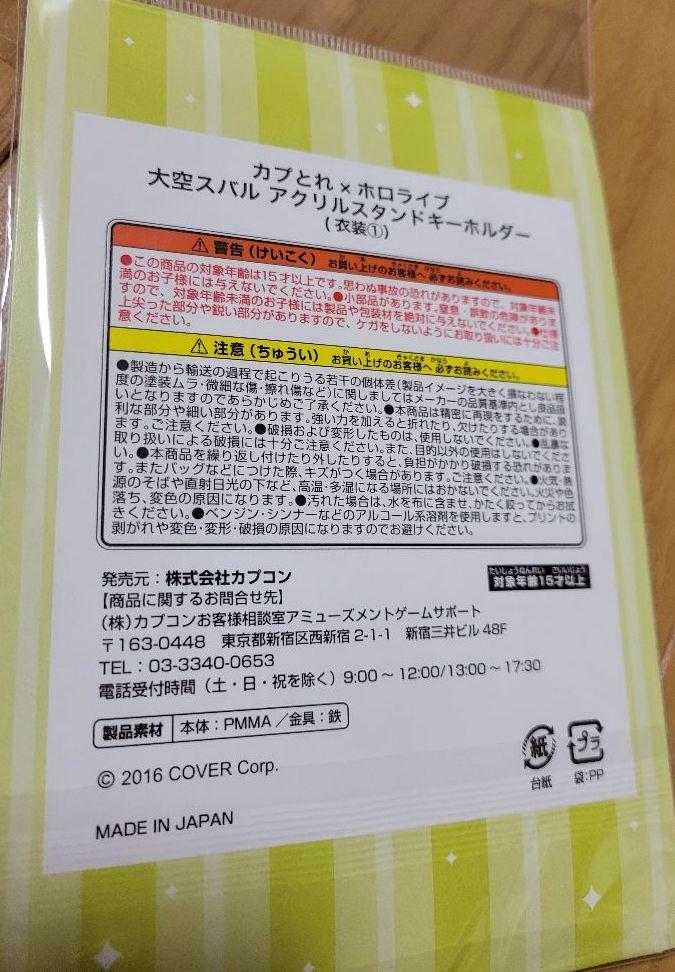 カプとれ×ホロライブ
大空スバル アクリルスタンドキーホルダー
(衣装①)
⚠ 警告(けいこく) お買い上げのお客様へ 必ずお読みください。
●この商品の対象年齢は15才以上です。思わぬ事故の恐れがありますので、対象年齢未
満のお子様には与えないでください。●小部品があります。窒息・誤飲の危険がありま
すので、対象年齢未満のお子様には製品や包装材を絶対に与えないでください。●仕様
上尖った部分や鋭い部分がありますので、ケガをしないようにお取り扱いには十分ご注
意ください。
⚠ 注意(ちゅうい) お買い上げのお客様へ 必ずお読みください。
●製造から輸送の過程で起こりうる若干の個体差(製品イメージを大きく損なわない程
度の塗装ムラ・微細な傷・擦れ傷など)に関しましてはメーカーの品質基準内とし良品扱
いとなりますのであらかじめご了承ください。●本商品は精密に再現をするために、鋭
利な部分や細い部分があります。強い力を加えると折れたり、欠けたりする場合があり
ます。ご注意ください。●破損および変形したものは、使用しないでください。●乱暴な
取り扱いによる破損には十分ご注意ください。また、目的以外の使用はしないでくださ
い。●本商品を繰り返し付けたり外したりすると、負担がかかり破損する恐れがありま
す。またバッグなどにつけた際、キズがつく場合があります。ご注意ください。●火気・熱
源のそばや直射日光の下など、高温・多湿になる場所にはおかないでください。火災や色
落ち、変色の原因になります。●汚れた場合は、水を布に含ませ、かたく絞ってからお拭
きください。●ベンジン・シンナーなどのアルコール系溶剤を使用しますと、プリントの
剥がれや変色・変形・破損の原因になりますのでお避けください。
発売元:株式会社カプコン
たいしょうねんれい さいいじょう
対象年齢15才以上
【商品に関するお問合せ先】
(株)カプコンお客様相談室アミューズメントゲームサポート
〒163-0448 東京都新宿区西新宿2-1-1 新宿三井ビル48F
TEL:03-3340-0653
電話受付時間(土・日・祝を除く)9:00~12:00/13:00~17:30
製品素材 本体:PMMA/金具:鉄
© 2016 COVER Corp.
紙 プラ
台紙 袋:PP
MADE IN JAPAN